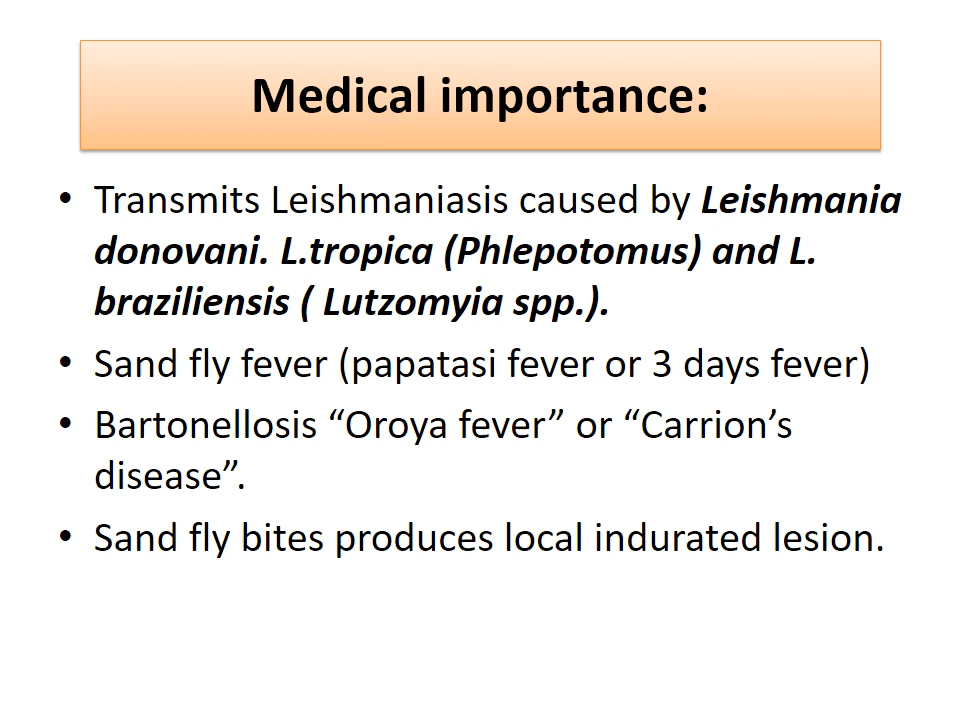 Medical importance:
• Transmits Leishmaniasis caused by Leishmania
donovani. L.tropica (Phlepotomus) and L.
braziliensis ( Lutzomyia spp.).
• Sand fly fever (papatasi fever or 3 days fever)
• Bartonellosis “Oroya fever” or “Carrion’s
disease”.
• Sand fly bites produces local indurated lesion.